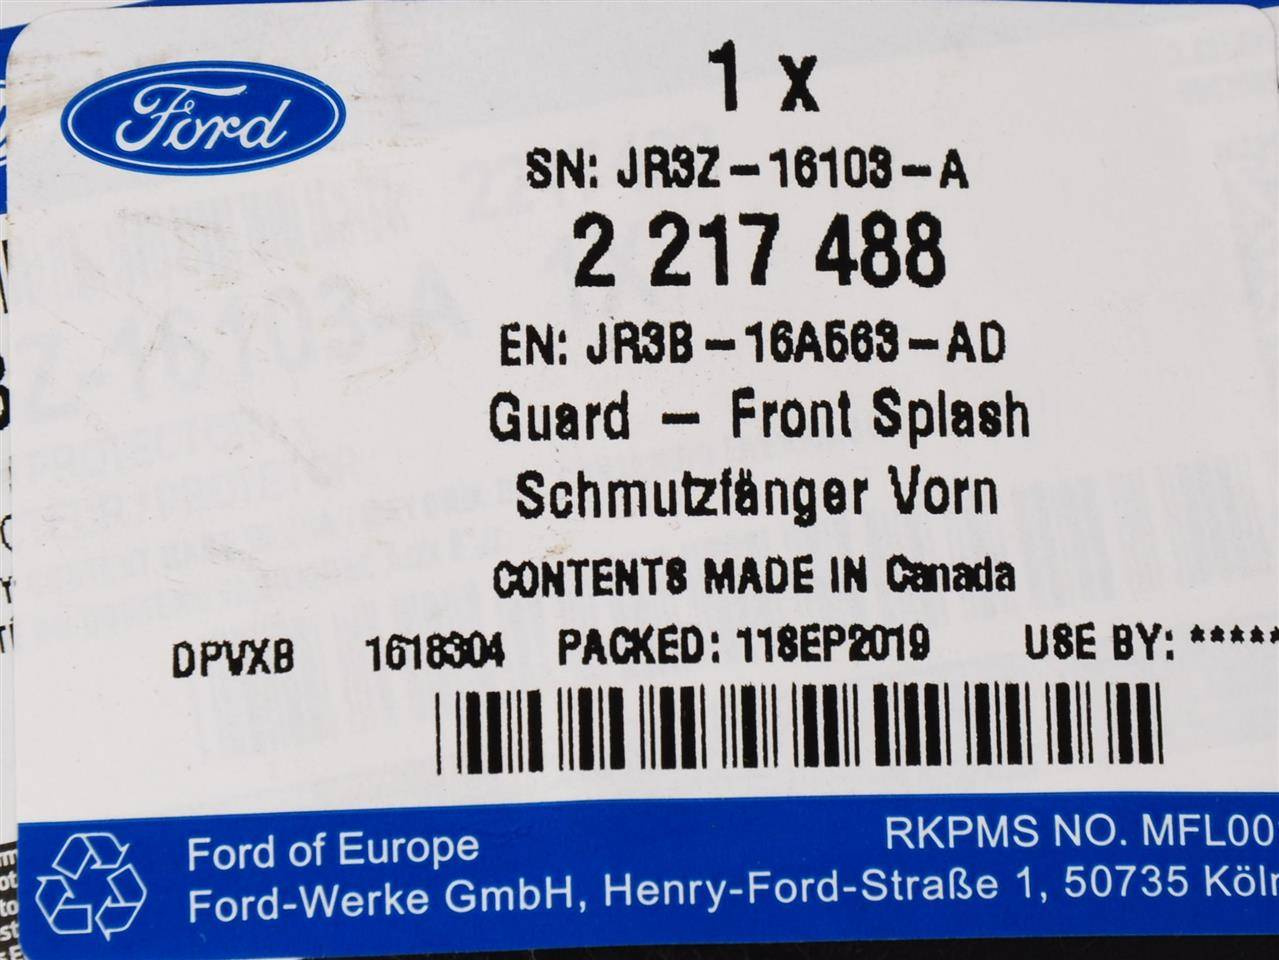 Ford
1 x
SN: JR3Z-16103-A
2 217 488
EN: JR3B-16A563-AD
Guard - Front Splash
Schmutzfänger Vorn
CONTENTS MADE IN Canada
DPVXB 1618304 PACKED: 11SEP2019 USE BY: *****
Ford of Europe
RKPMS NO. MFL00
Ford-Werke GmbH, Henry-Ford-Straße 1, 50735 Köln